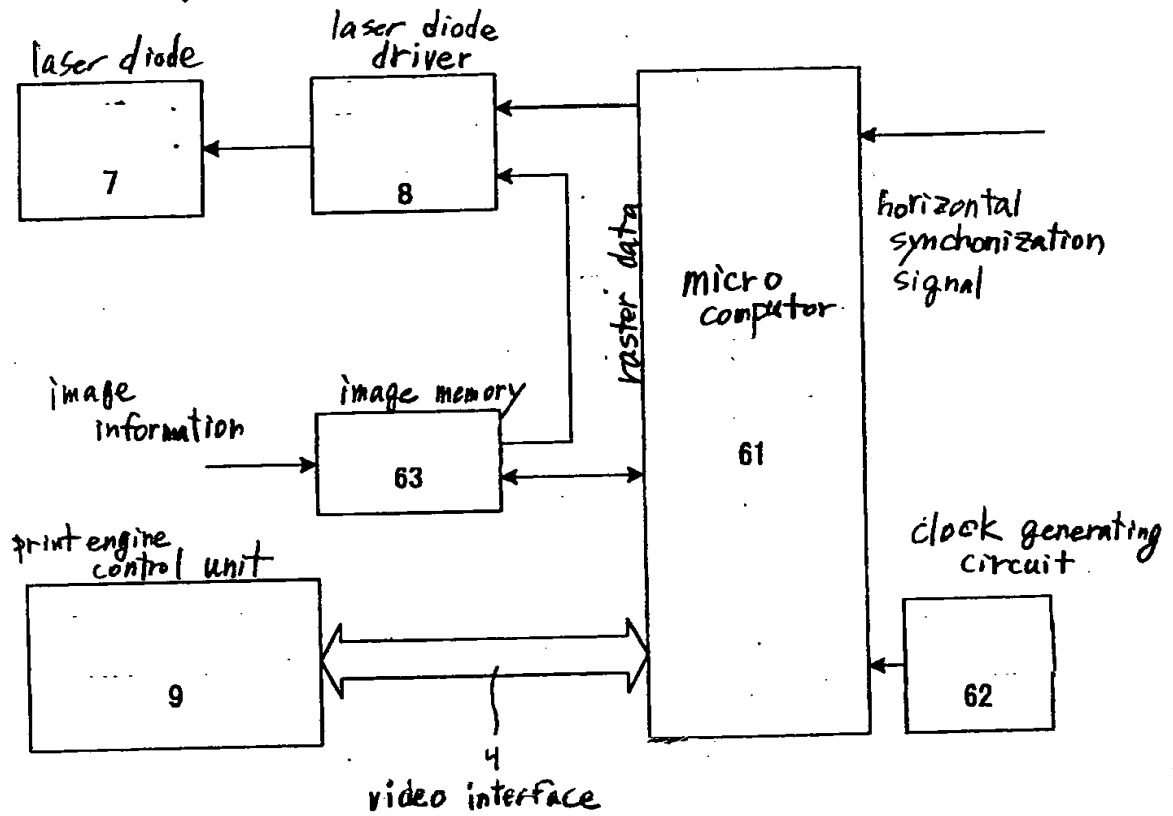 laser diode
7
laser diode
driver
8
raster data
micro
computor
61
horizontal
synchonization
signal
image
information
image memory
63
print engine
control unit
9
4
video interface
clock generating
circuit
62